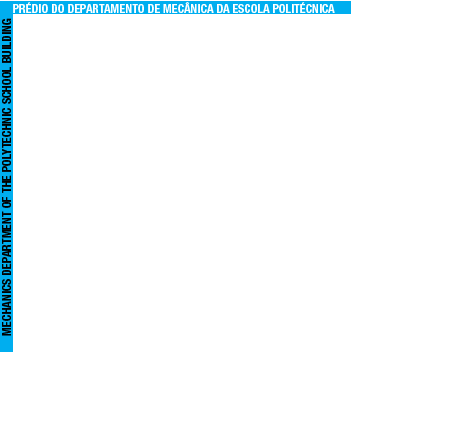 PRÉDIO DO DEPARTAMENTO DE MECÂNICA DA ESCOLA POLITÉCNICA
MECHANICS DEPARTMENT OF THE POLYTECHNIC SCHOOL BUILDING